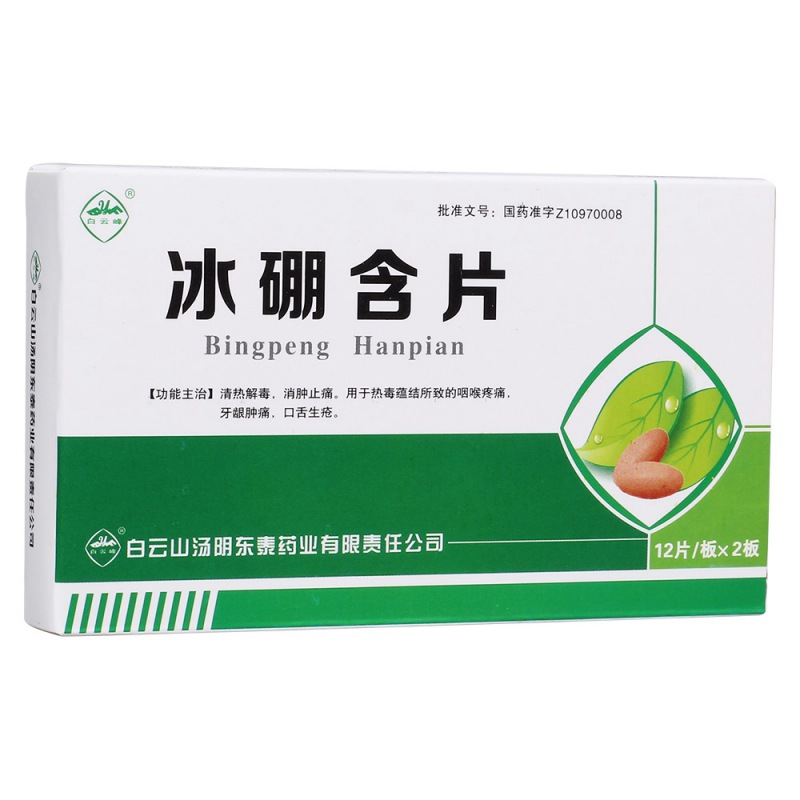 白云峰®
批准文号：国药准字Z10970008
冰硼含片
Bingpeng Hanpian
【功能主治】清热解毒，消肿止痛。用于热毒蕴结所致的咽喉疼痛，
牙龈肿痛，口舌生疮。
白云峰® 白云山汤阴东泰药业有限责任公司
12片/板×2板
白云峰
白云山汤阴东泰药业有限责任公司